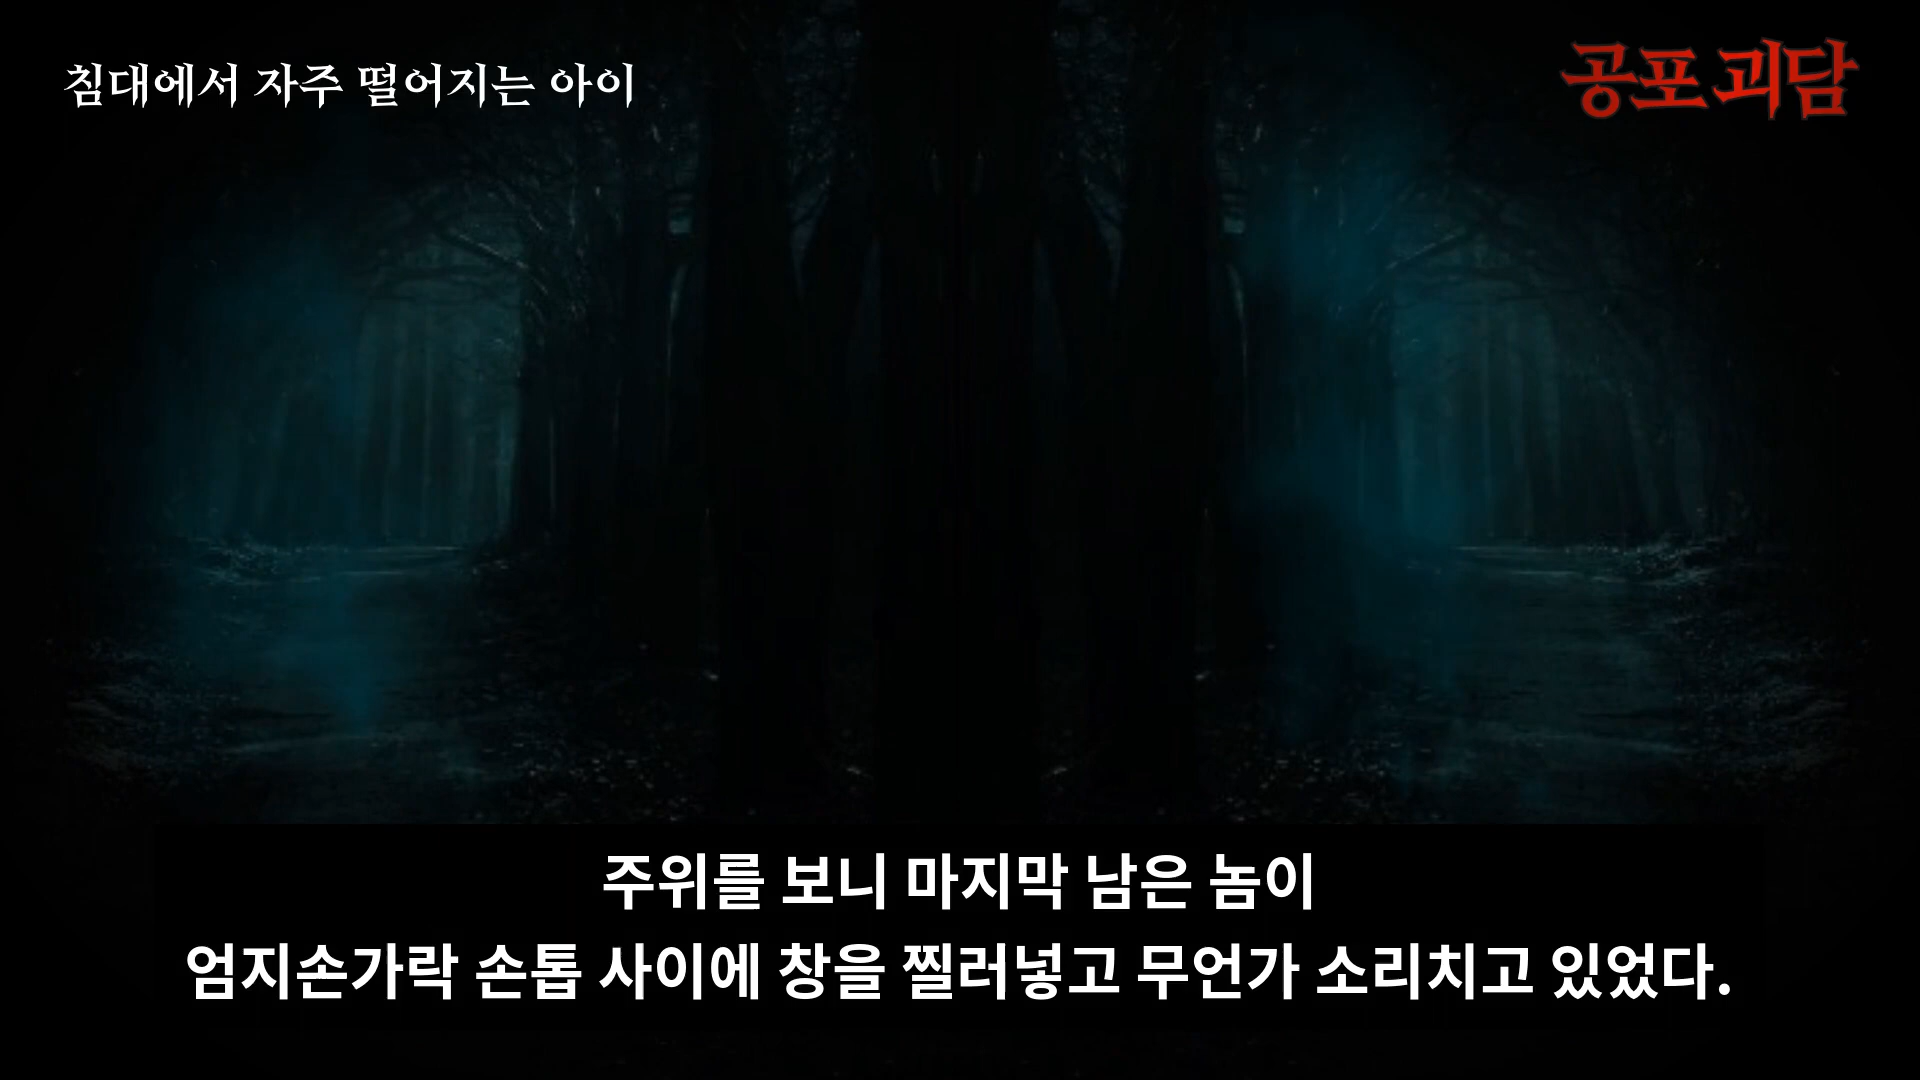 침대에서 자주 떨어지는 아이
공포 괴담
주위를 보니 마지막 남은 놈이
엄지손가락 손톱 사이에 창을 찔러넣고 무언가 소리치고 있었다.